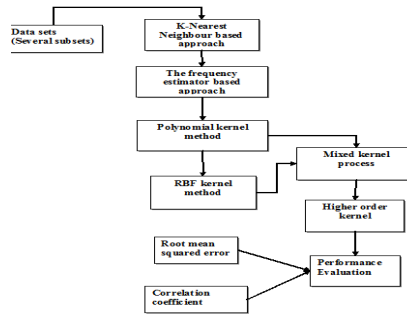 Data sets
(Several subsets)
K-Nearest
Neighbour based
approach
The frequency
estimator based
approach
Polynomial kernel
method
Mixed kernel
process
RBF kernel
method
Higher order
kernel
Root mean
squared error
Performance
Evaluation
Correlation
coefficient